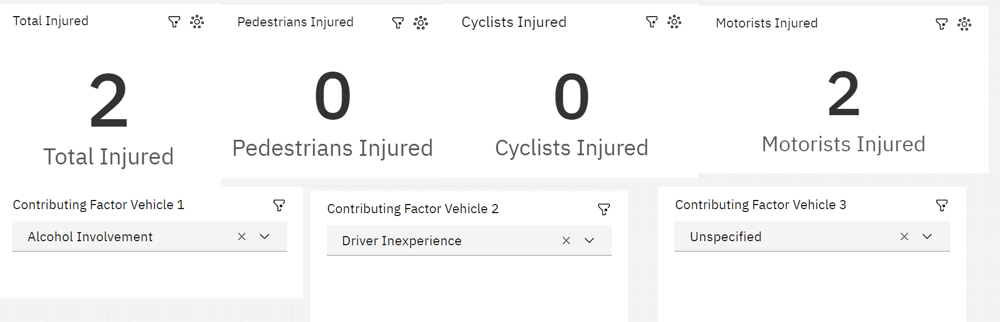 Total Injured
Pedestrians Injured
Cyclists Injured
Motorists Injured
2
0
0
2
Total Injured
Pedestrians Injured
Cyclists Injured
Motorists Injured
Contributing Factor Vehicle 1
Contributing Factor Vehicle 2
Contributing Factor Vehicle 3
Alcohol Involvement
Driver Inexperience
Unspecified